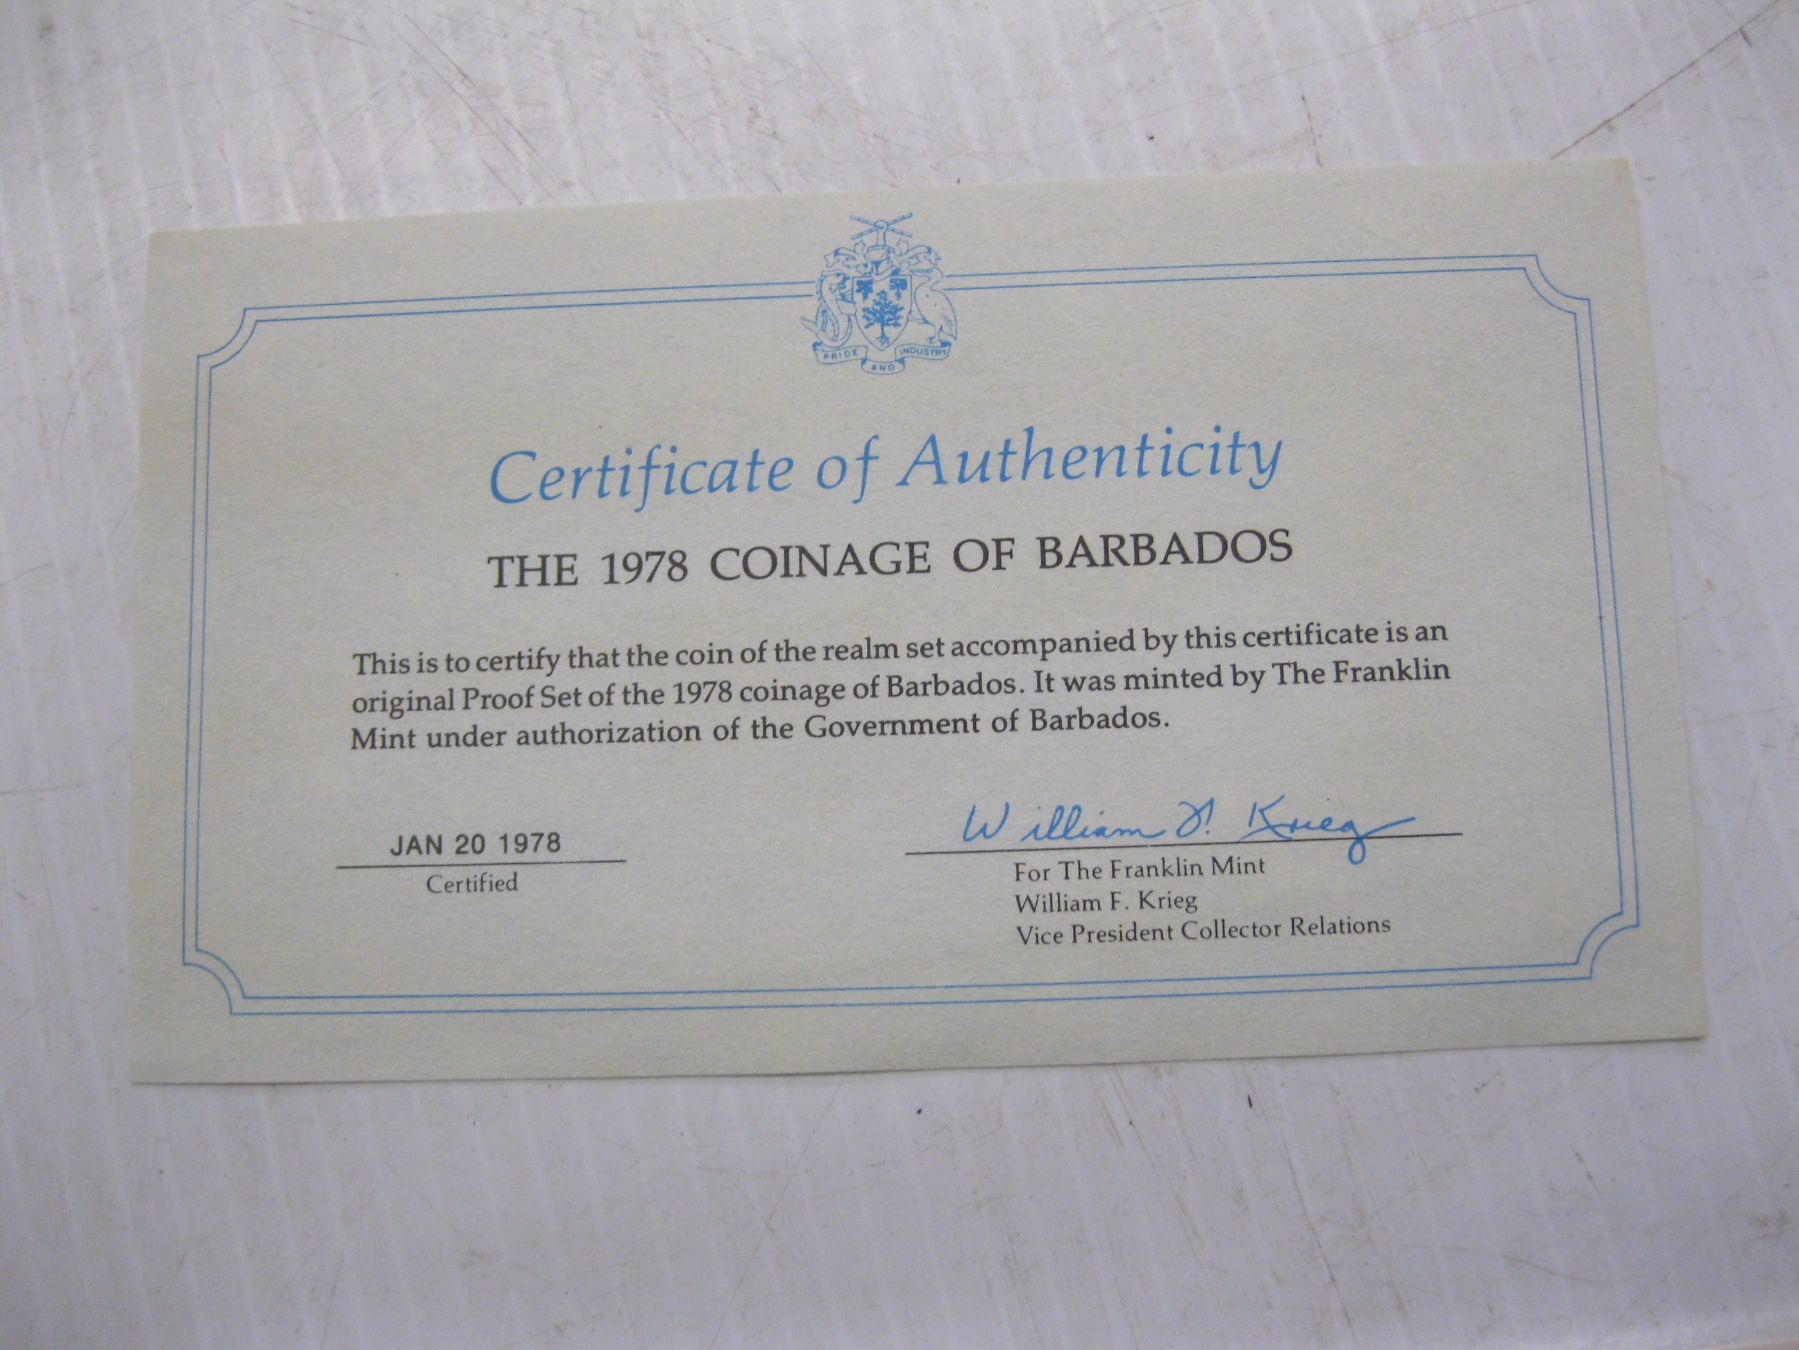 PRIDE AND INDUSTRY
Certificate of Authenticity
THE 1978 COINAGE OF BARBADOS
This is to certify that the coin of the realm set accompanied by this certificate is an
original Proof Set of the 1978 coinage of Barbados. It was minted by The Franklin
Mint under authorization of the Government of Barbados.
JAN 20 1978
Certified
William F. Krieg
For The Franklin Mint
William F. Krieg
Vice President Collector Relations